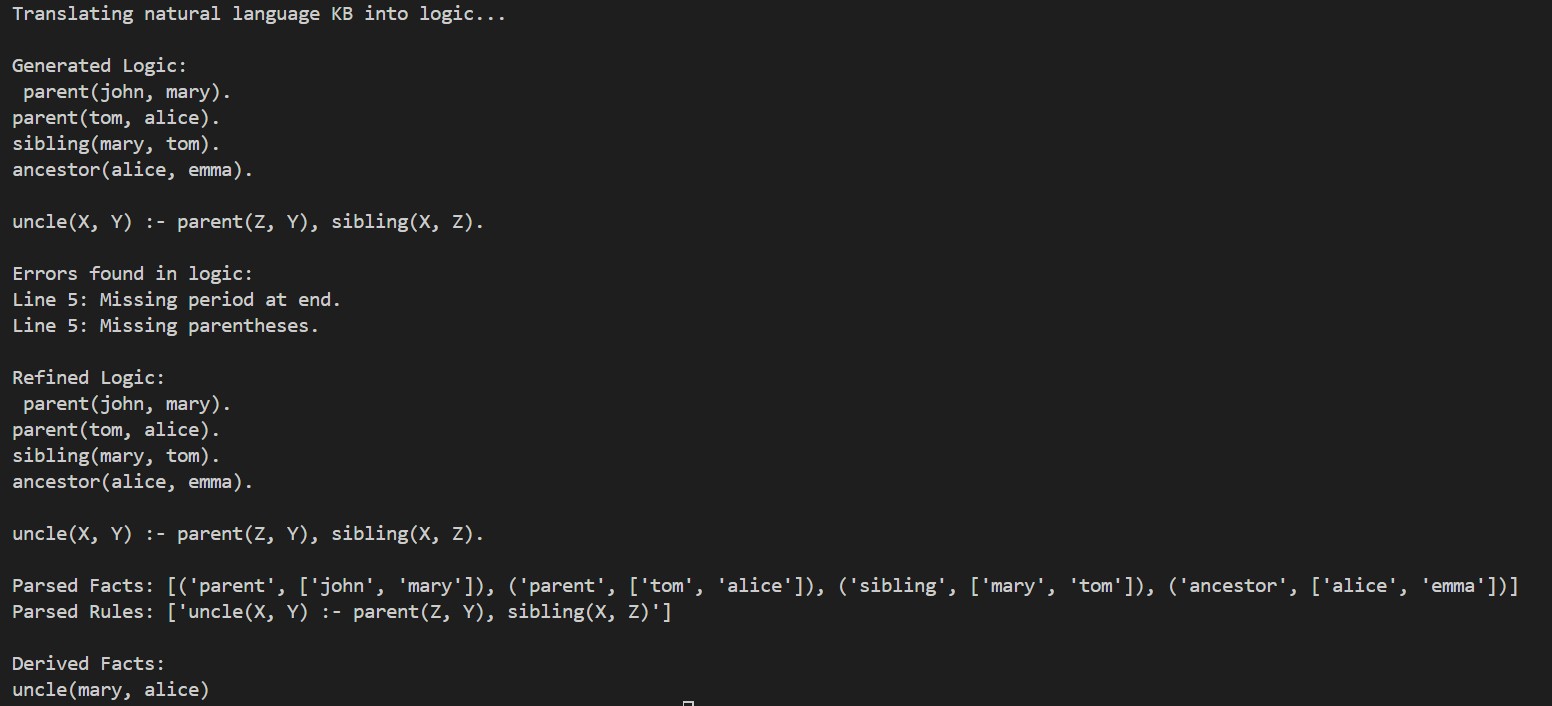 Translating natural language KB into logic...
Generated Logic:
 parent(john, mary).
parent(tom, alice).
sibling(mary, tom).
ancestor(alice, emma).
uncle(X, Y) :- parent(Z, Y), sibling(X, Z).
Errors found in logic:
Line 5: Missing period at end.
Line 5: Missing parentheses.
Refined Logic:
 parent(john, mary).
parent(tom, alice).
sibling(mary, tom).
ancestor(alice, emma).
uncle(X, Y) :- parent(Z, Y), sibling(X, Z).
Parsed Facts: [('parent', ['john', 'mary']), ('parent', ['tom', 'alice']), ('sibling', ['mary', 'tom']), ('ancestor', ['alice', 'emma'])]
Parsed Rules: ['uncle(X, Y) :- parent(Z, Y), sibling(X, Z)']
Derived Facts:
uncle(mary, alice)